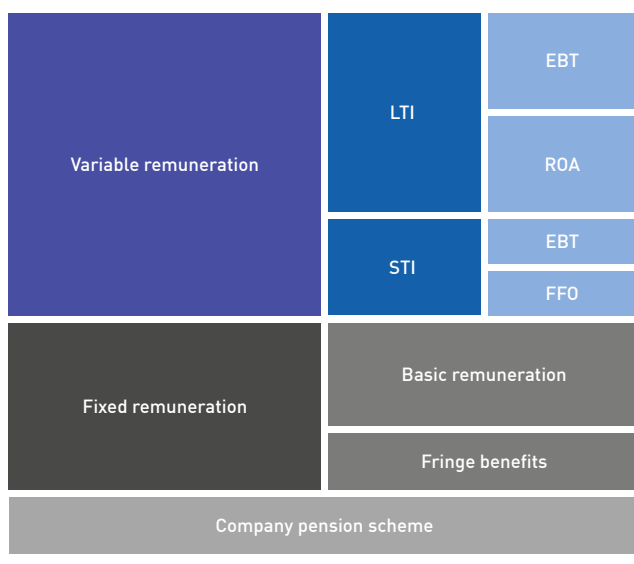 Variable remuneration
LTI
EBT
ROA
STI
EBT
FFO
Fixed remuneration
Basic remuneration
Fringe benefits
Company pension scheme